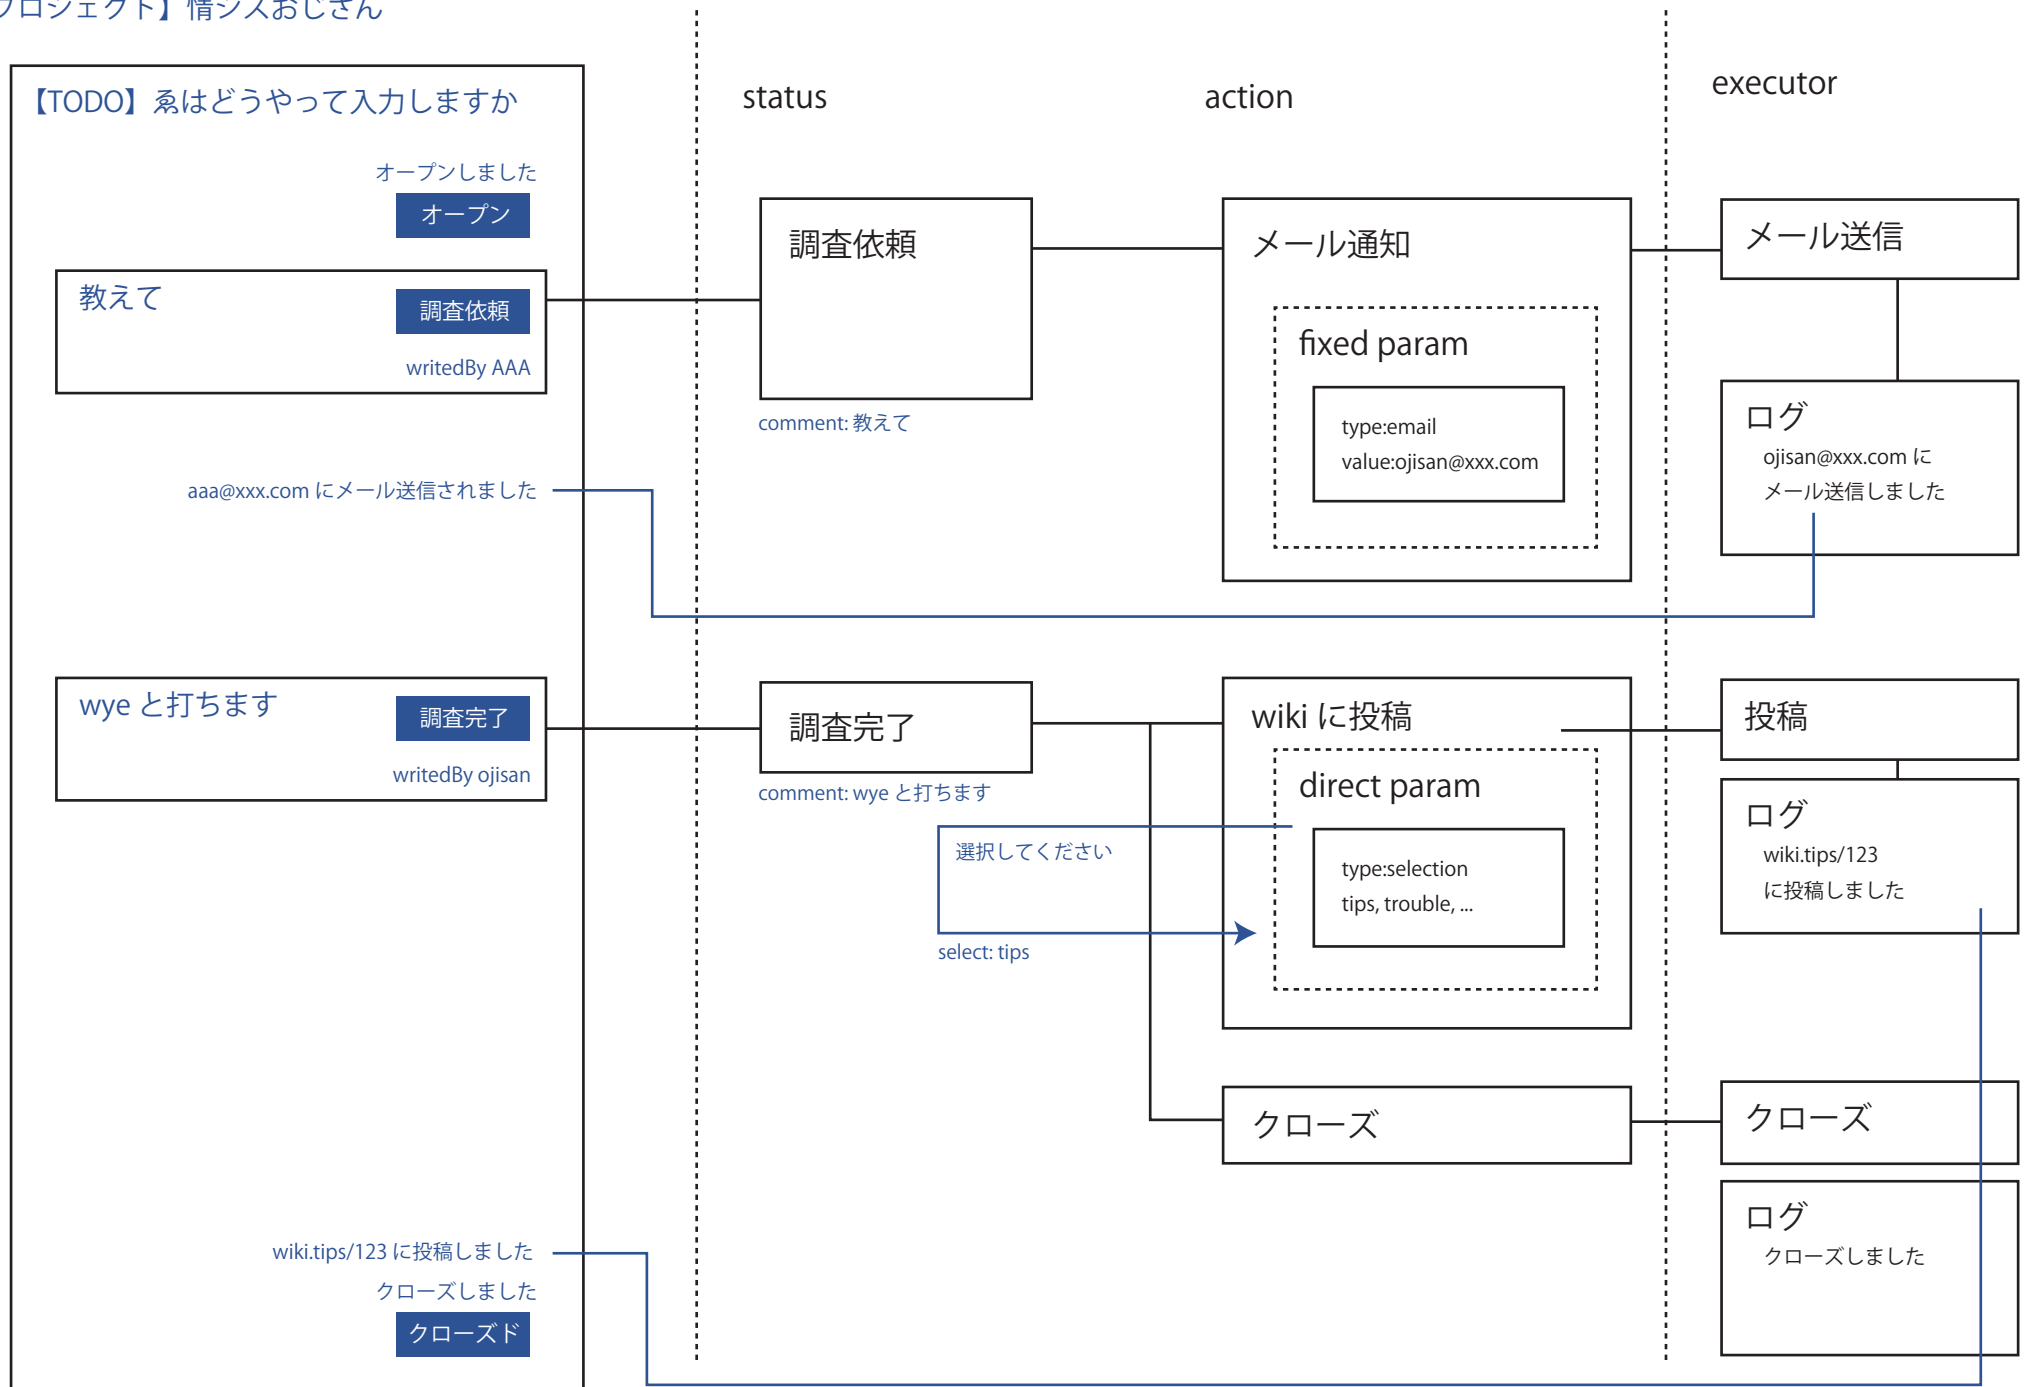 プロジェクト】情シスおじさん
【TODO】ゑはどうやって入力しますか
オープンしました
オープン
教えて
調査依頼
writedBy AAA
aaa@xxx.com にメール送信されました
wye と打ちます
調査完了
writedBy ojisan
wiki.tips/123 に投稿しました
クローズしました
クローズド
status
調査依頼
comment: 教えて
調査完了
comment: wye と打ちます
選択してください
select: tips
action
メール通知
fixed param
type:email
value:ojisan@xxx.com
wiki に投稿
direct param
type:selection
tips, trouble, ...
クローズ
executor
メール送信
ログ
ojisan@xxx.com に
メール送信しました
投稿
ログ
wiki.tips/123
に投稿しました
クローズ
ログ
クローズしました